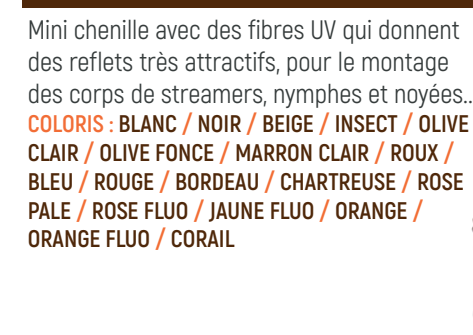 Mini chenille avec des fibres UV qui donnent
des reflets très attractifs, pour le montage
des corps de streamers, nymphes et noyées..
COLORIS : BLANC / NOIR / BEIGE / INSECT / OLIVE
CLAIR / OLIVE FONCE / MARRON CLAIR / ROUX /
BLEU / ROUGE / BORDEAU / CHARTREUSE / ROSE
PALE / ROSE FLUO / JAUNE FLUO / ORANGE /
ORANGE FLUO / CORAIL